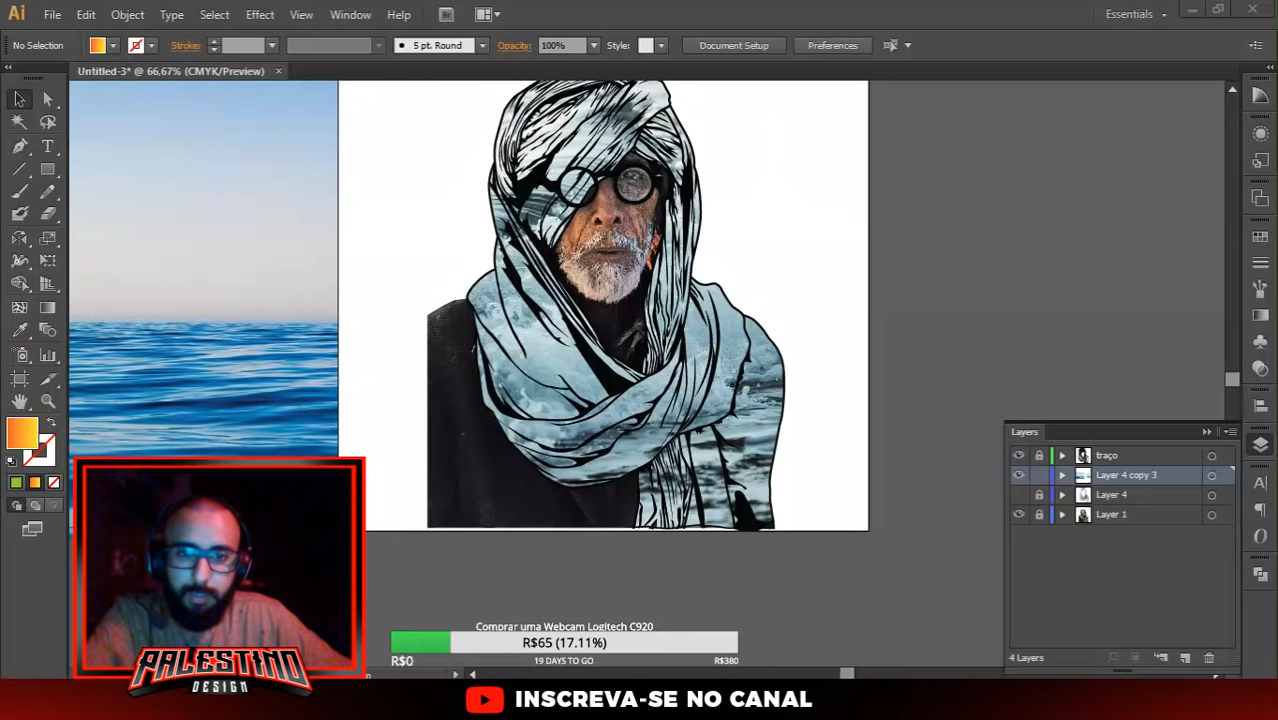 Ai File Edit Object Type Select Effect View Window Help Br Essentials
No Selection Stroke: 5 pt. Round Opacity: 100% Style: Document Setup Preferences
Untitled-3* @ 66,67% (CMYK/Preview)
Layers
traço
Layer 4 copy 3
Layer 4
Layer 1
4 Layers
Comprar uma Webcam Logitech C920
R$65 (17.11%)
R$0 19 DAYS TO GO R$380
PALESTINO
DESIGN
INSCREVA-SE NO CANAL